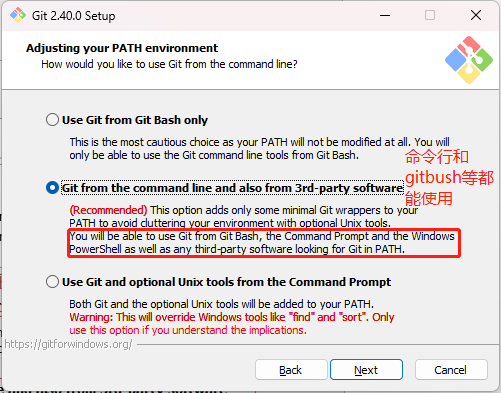 Git 2.40.0 Setup
Adjusting your PATH environment
How would you like to use Git from the command line?
Use Git from Git Bash only
This is the most cautious choice as your PATH will not be modified at all. You will
only be able to use the Git command line tools from Git Bash.
命令行和
gitbush等都
能使用
Git from the command line and also from 3rd-party software
(Recommended) This option adds only some minimal Git wrappers to your
PATH to avoid cluttering your environment with optional Unix tools.
You will be able to use Git from Git Bash, the Command Prompt and the Windows
PowerShell as well as any third-party software looking for Git in PATH.
Use Git and optional Unix tools from the Command Prompt
Both Git and the optional Unix tools will be added to your PATH.
Warning: This will override Windows tools like "find" and "sort". Only
use this option if you understand the implications.
https://gitforwindows.org/
Back
Next
Cancel